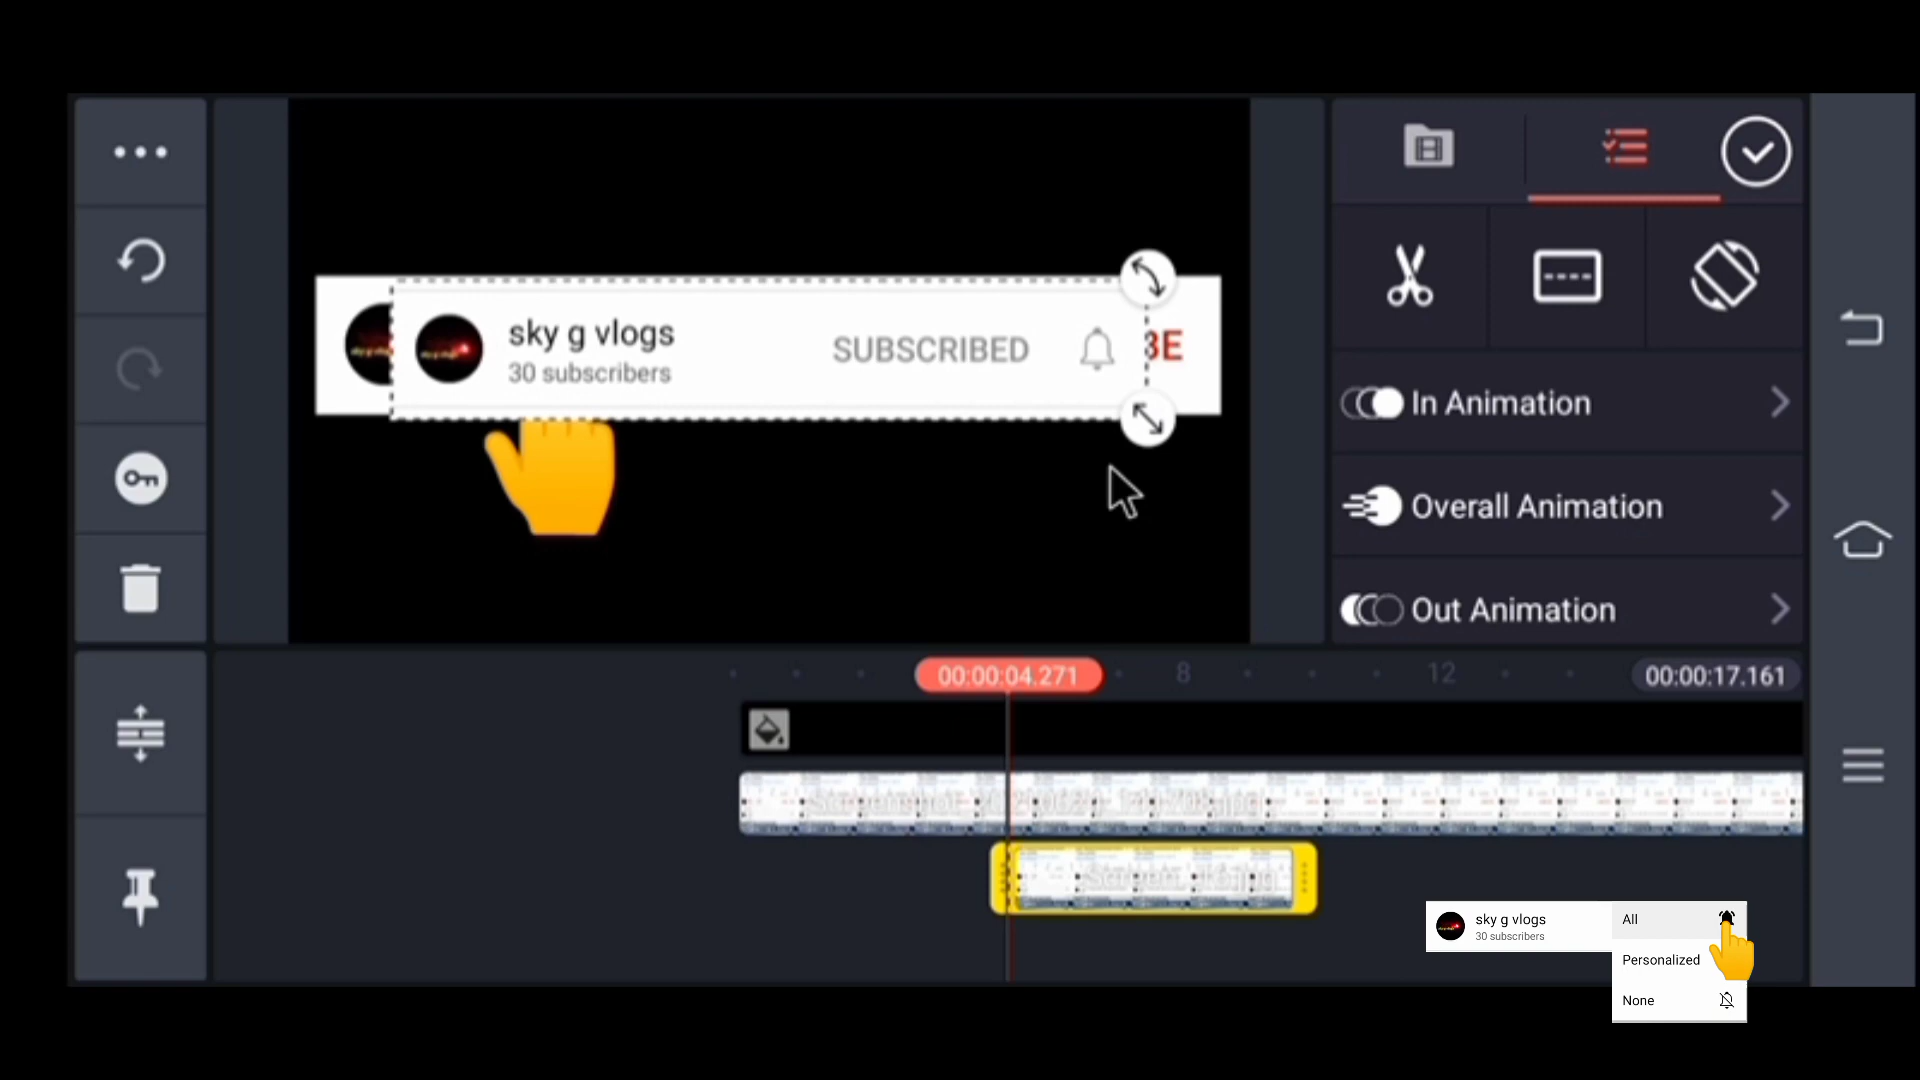 sky g vlogs
30 subscribers
SUBSCRIBED
BE
In Animation
Overall Animation
Out Animation
00:00:04.271
8
12
00:00:17.161
sky g vlogs
30 subscribers
All
Personalized
None